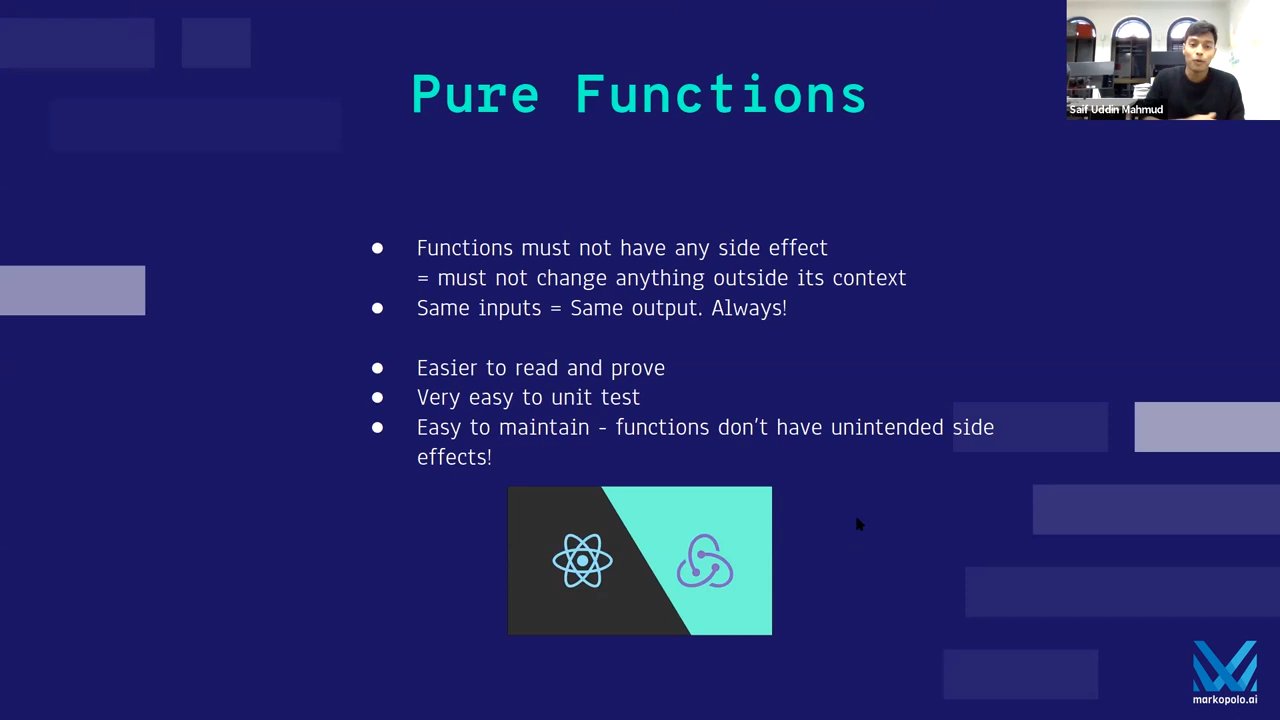 Pure Functions
Saif Uddin Mahmud
● Functions must not have any side effect
= must not change anything outside its context
● Same inputs = Same output. Always!
● Easier to read and prove
● Very easy to unit test
● Easy to maintain - functions don't have unintended side
effects!
markopolo.ai